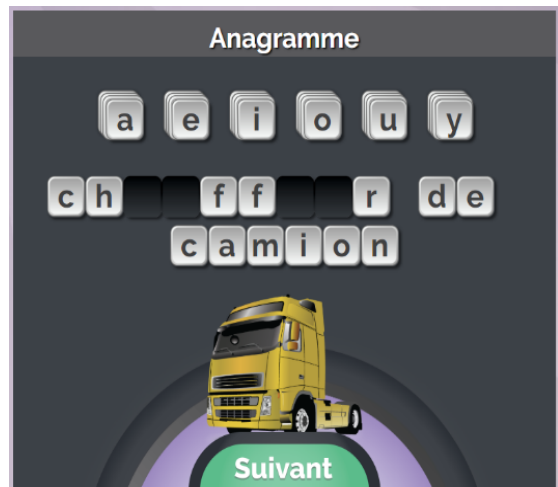 Anagramme
a e i o u y
ch ff r de
camion
Suivant